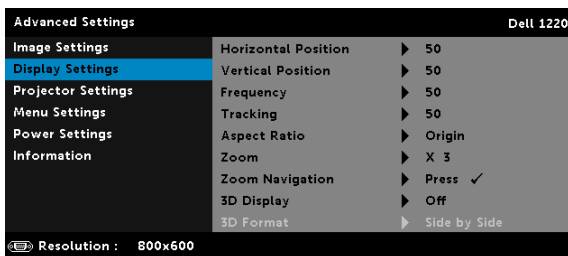 Advanced Settings Dell 1220
Image Settings
Display Settings
Projector Settings
Menu Settings
Power Settings
Information
Horizontal Position 50
Vertical Position 50
Frequency 50
Tracking 50
Aspect Ratio Origin
Zoom X 3
Zoom Navigation Press ✓
3D Display Off
3D Format Side by Side
Resolution : 800x600